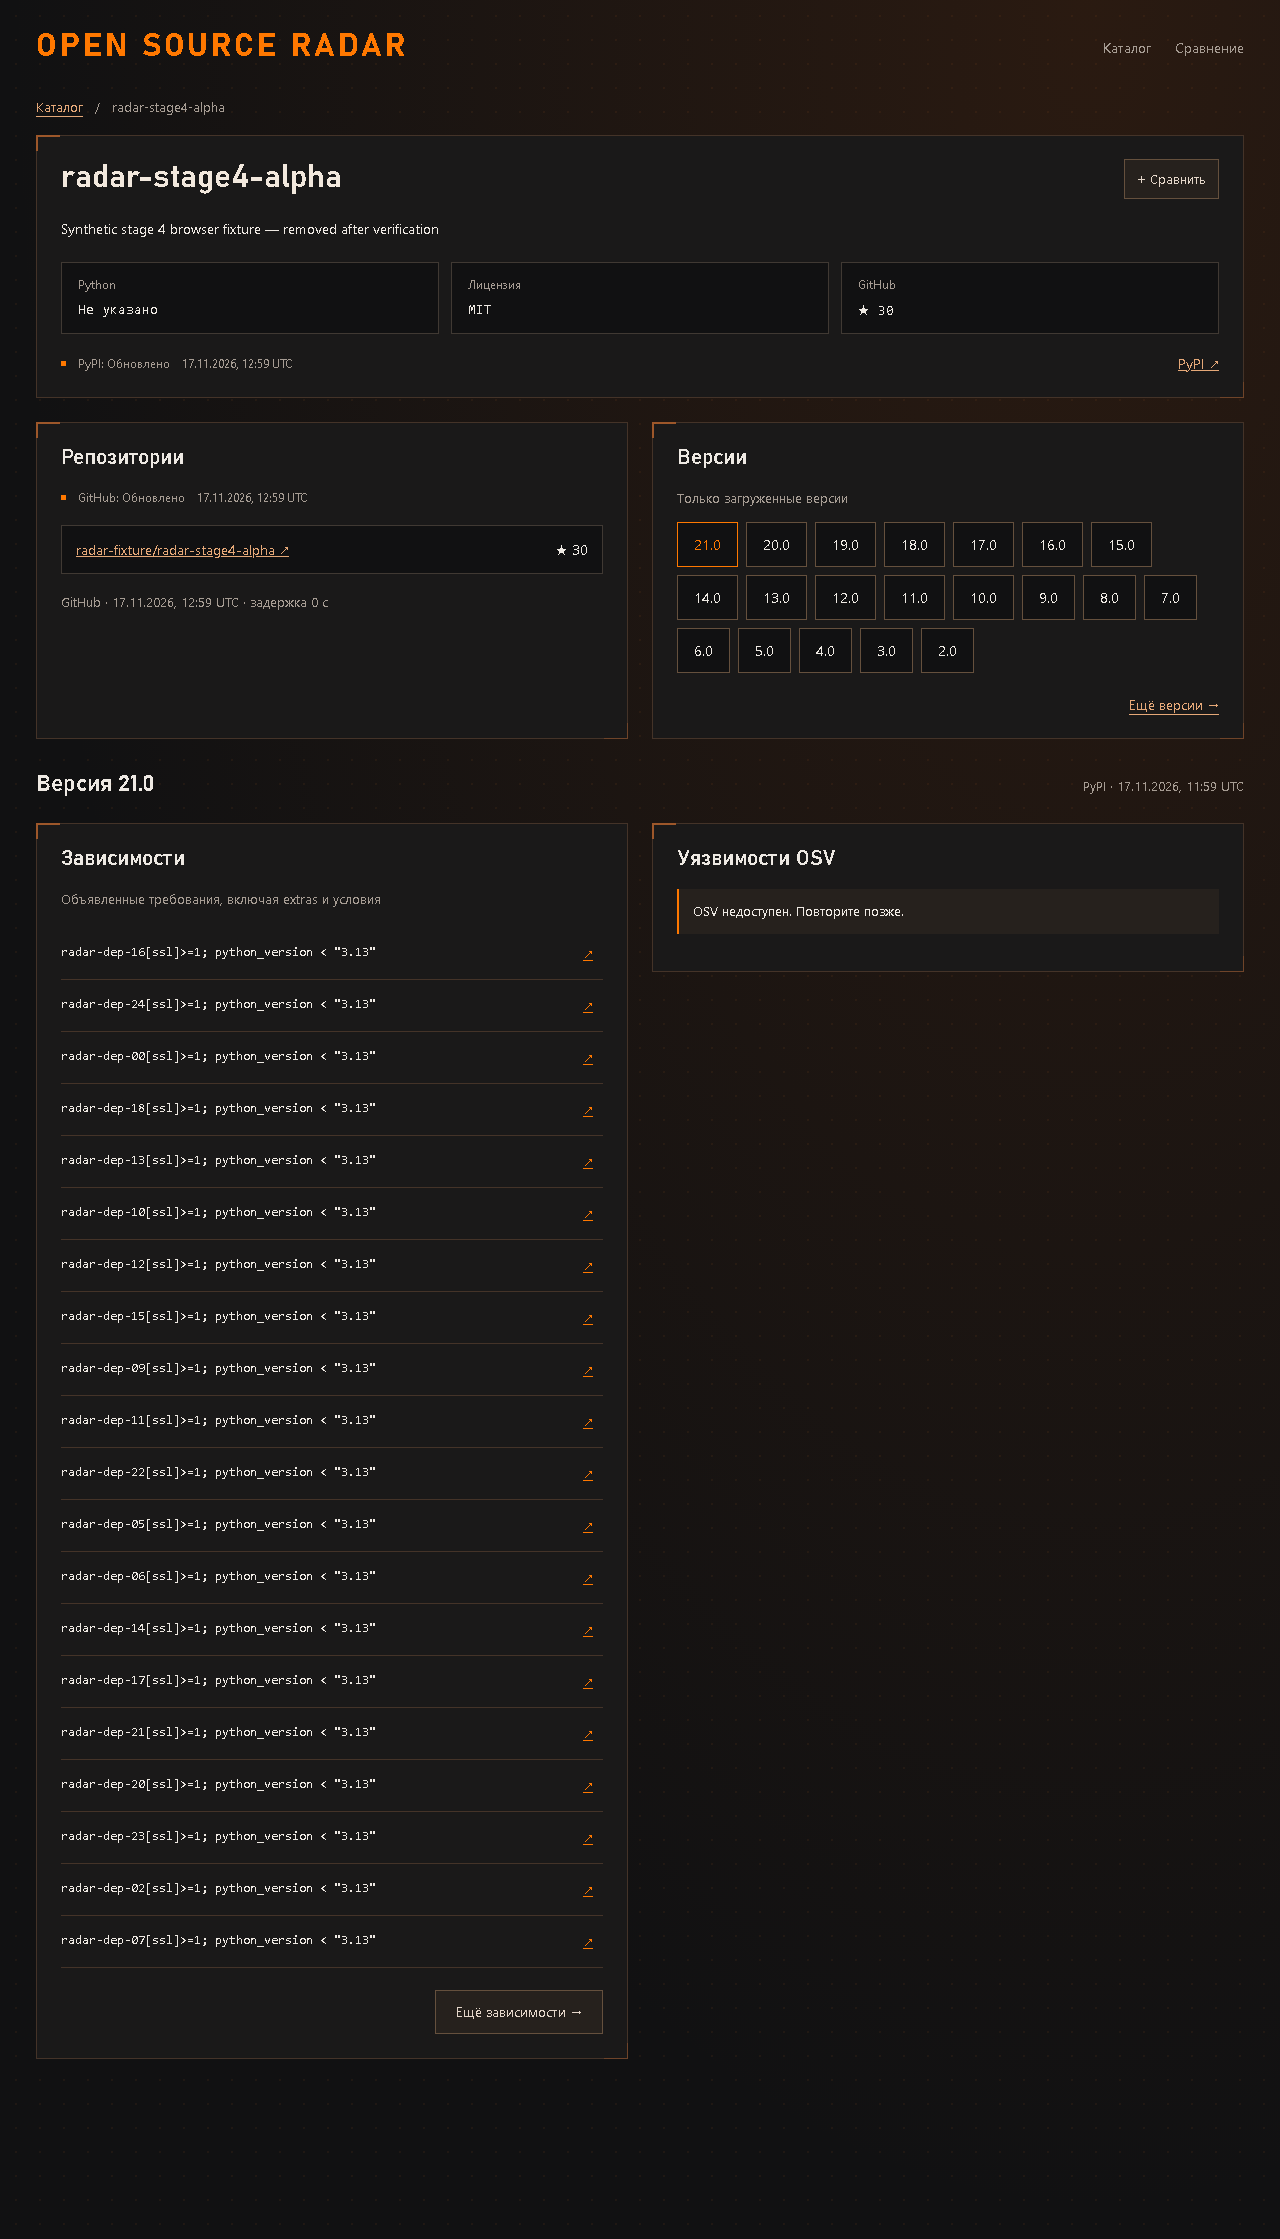 OPEN SOURCE RADAR
Каталог Сравнение
Каталог / radar-stage4-alpha
radar-stage4-alpha
+ Сравнить
Synthetic stage 4 browser fixture — removed after verification
Python
Не указано
Лицензия
MIT
GitHub
★ 30
PyPI: Обновлено 17.11.2026, 12:59 UTC
PyPI ↗
Репозитории
GitHub: Обновлено 17.11.2026, 12:59 UTC
radar-fixture/radar-stage4-alpha ↗ ★ 30
GitHub · 17.11.2026, 12:59 UTC · задержка 0 с
Версии
Только загруженные версии
21.0 20.0 19.0 18.0 17.0 16.0 15.0
14.0 13.0 12.0 11.0 10.0 9.0 8.0 7.0
6.0 5.0 4.0 3.0 2.0
Ещё версии →
Версия 21.0
PyPI · 17.11.2026, 11:59 UTC
Зависимости
Объявленные требования, включая extras и условия
radar-dep-16[ssl]>=1; python_version < "3.13" ↗
radar-dep-24[ssl]>=1; python_version < "3.13" ↗
radar-dep-00[ssl]>=1; python_version < "3.13" ↗
radar-dep-18[ssl]>=1; python_version < "3.13" ↗
radar-dep-13[ssl]>=1; python_version < "3.13" ↗
radar-dep-10[ssl]>=1; python_version < "3.13" ↗
radar-dep-12[ssl]>=1; python_version < "3.13" ↗
radar-dep-15[ssl]>=1; python_version < "3.13" ↗
radar-dep-09[ssl]>=1; python_version < "3.13" ↗
radar-dep-11[ssl]>=1; python_version < "3.13" ↗
radar-dep-22[ssl]>=1; python_version < "3.13" ↗
radar-dep-05[ssl]>=1; python_version < "3.13" ↗
radar-dep-06[ssl]>=1; python_version < "3.13" ↗
radar-dep-14[ssl]>=1; python_version < "3.13" ↗
radar-dep-17[ssl]>=1; python_version < "3.13" ↗
radar-dep-21[ssl]>=1; python_version < "3.13" ↗
radar-dep-20[ssl]>=1; python_version < "3.13" ↗
radar-dep-23[ssl]>=1; python_version < "3.13" ↗
radar-dep-02[ssl]>=1; python_version < "3.13" ↗
radar-dep-07[ssl]>=1; python_version < "3.13" ↗
Ещё зависимости →
Уязвимости OSV
OSV недоступен. Повторите позже.